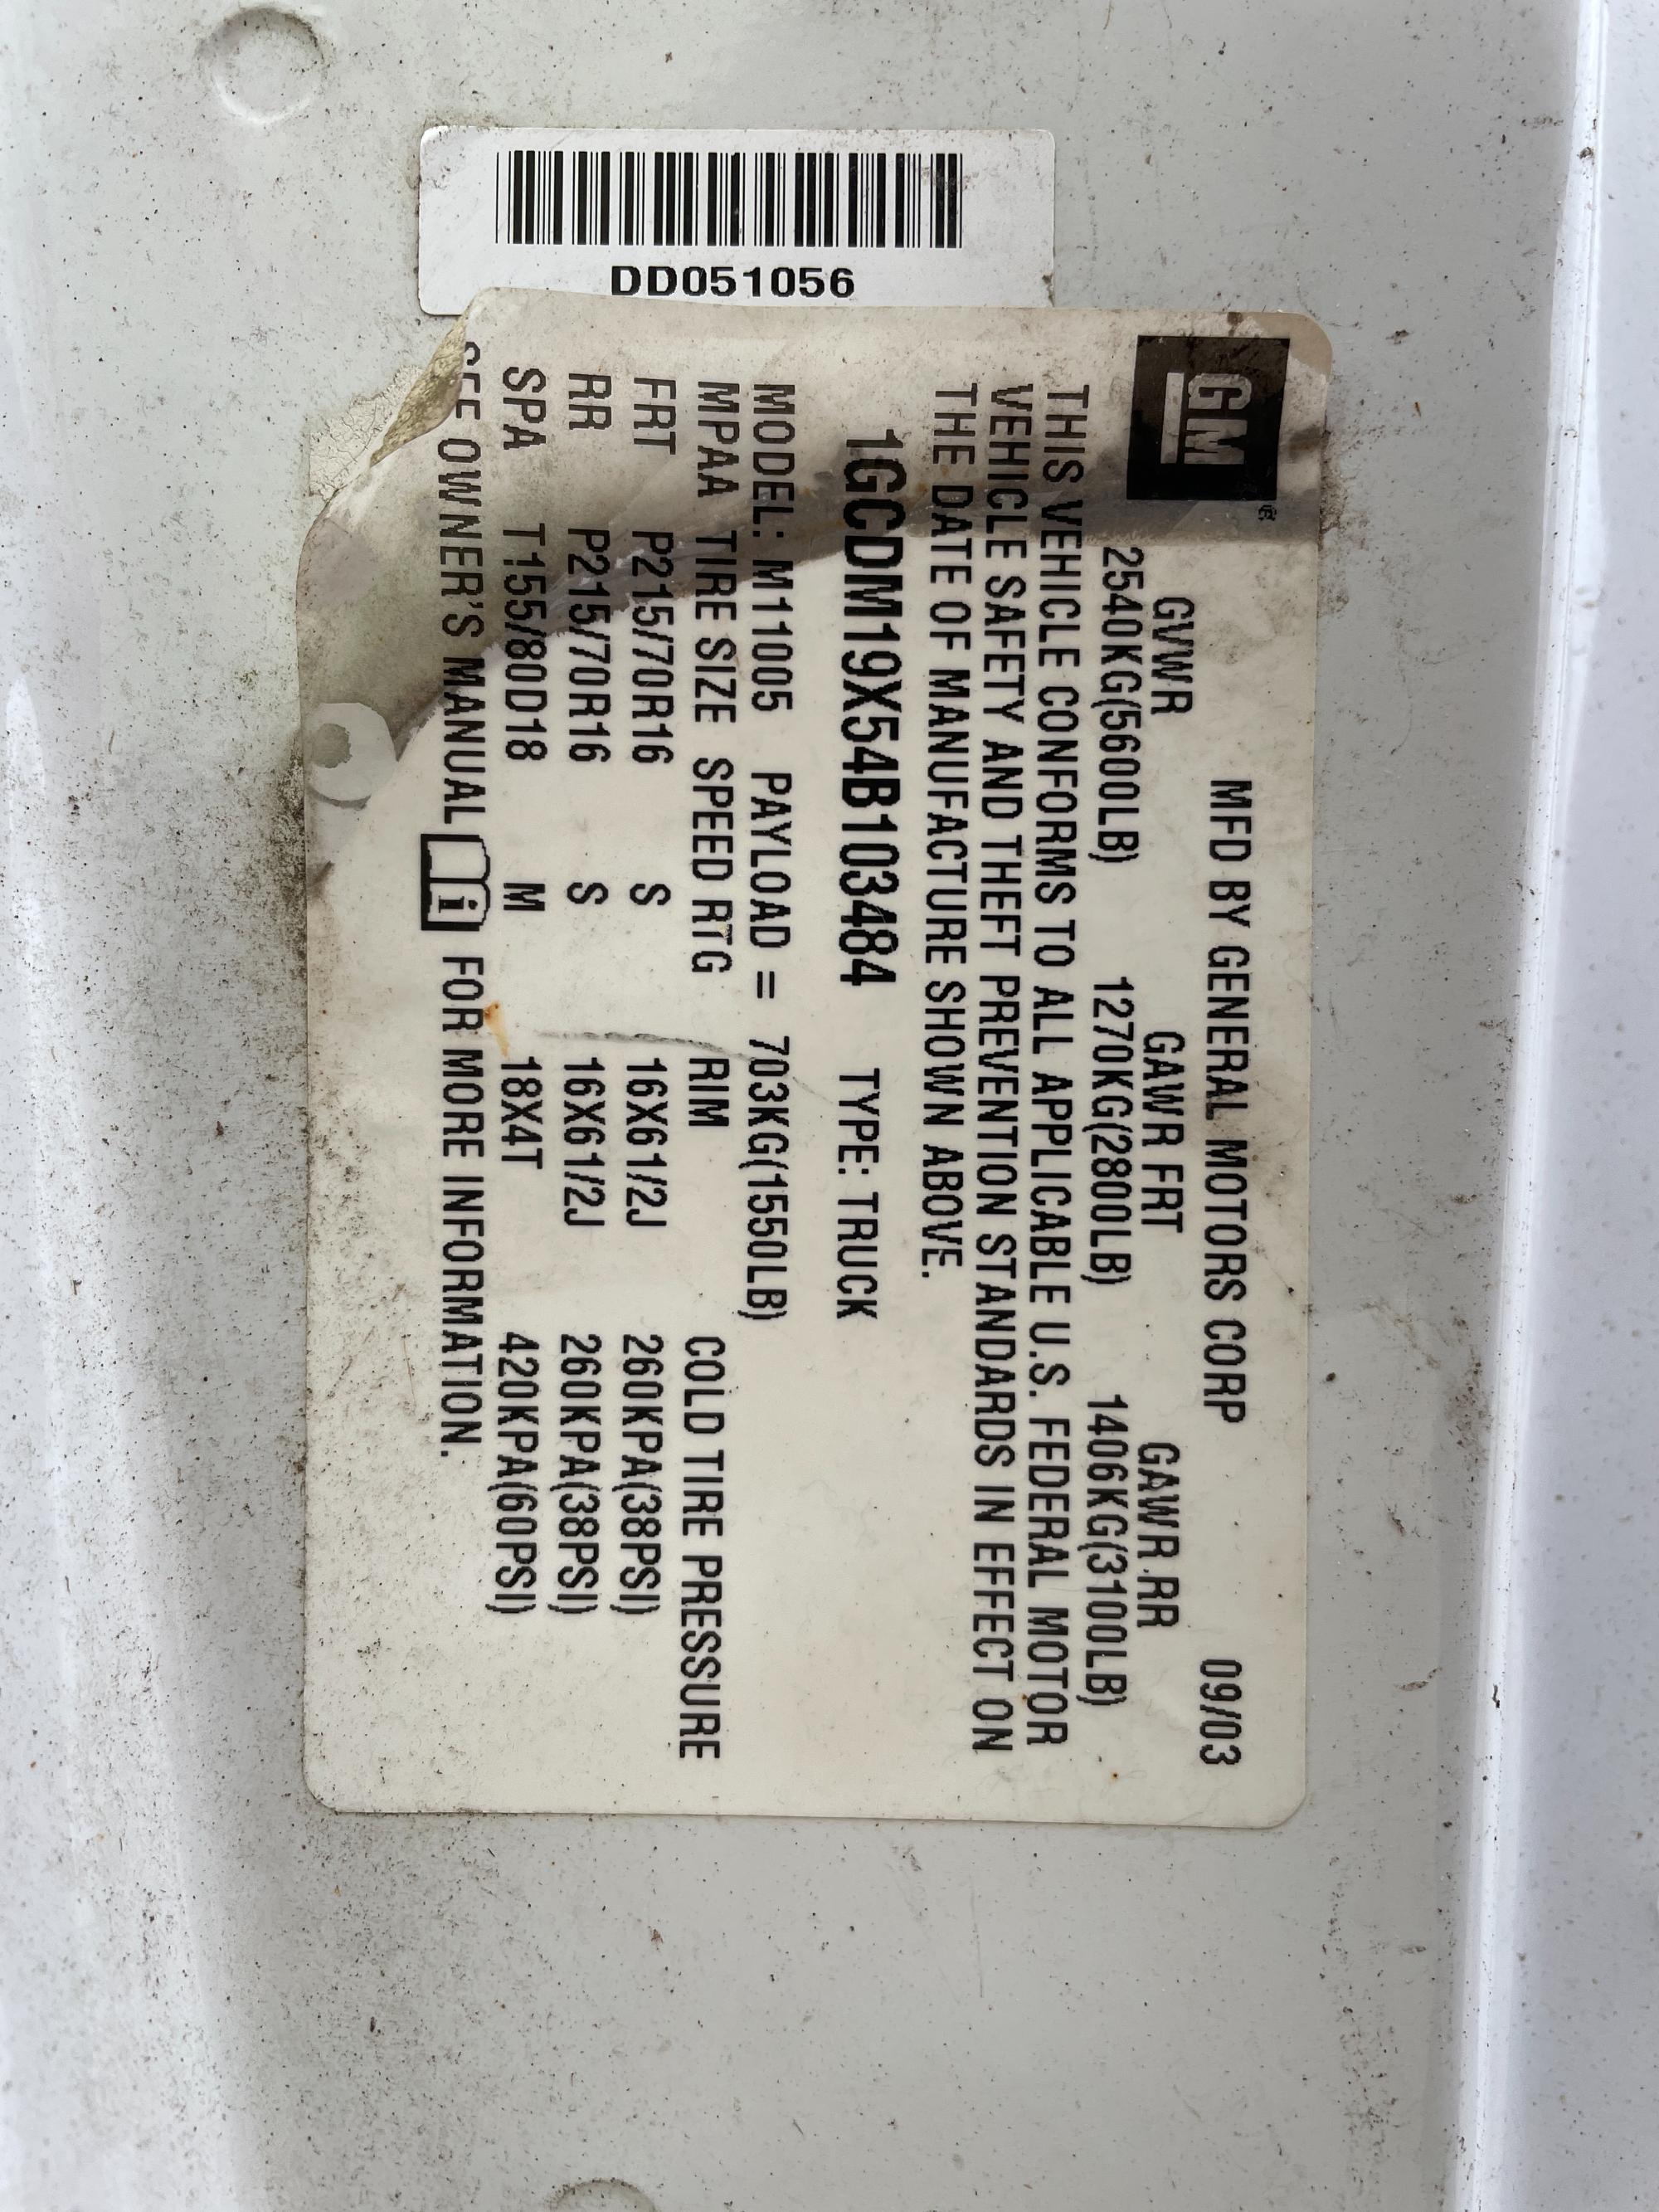 DD051056
GM
MFD BY GENERAL MOTORS CORP 09/03
GVWR GAWR FRT GAWR RR
2540KG(5600LB) 1270KG(2800LB) 1406KG(3100LB)
THIS VEHICLE CONFORMS TO ALL APPLICABLE U.S. FEDERAL MOTOR
VEHICLE SAFETY AND THEFT PREVENTION STANDARDS IN EFFECT ON
THE DATE OF MANUFACTURE SHOWN ABOVE.
1GCDM19X54B103484 TYPE: TRUCK
MODEL: M11005 PAYLOAD = 703KG(1550LB)
MPAA TIRE SIZE SPEED RTG RIM COLD TIRE PRESSURE
FRT P215/70R16 S 16X61/2J 260KPA(38PSI)
RR P215/70R16 S 16X61/2J 260KPA(38PSI)
SPA T155/80D18 M 18X4T 420KPA(60PSI)
SEE OWNER'S MANUAL i FOR MORE INFORMATION.